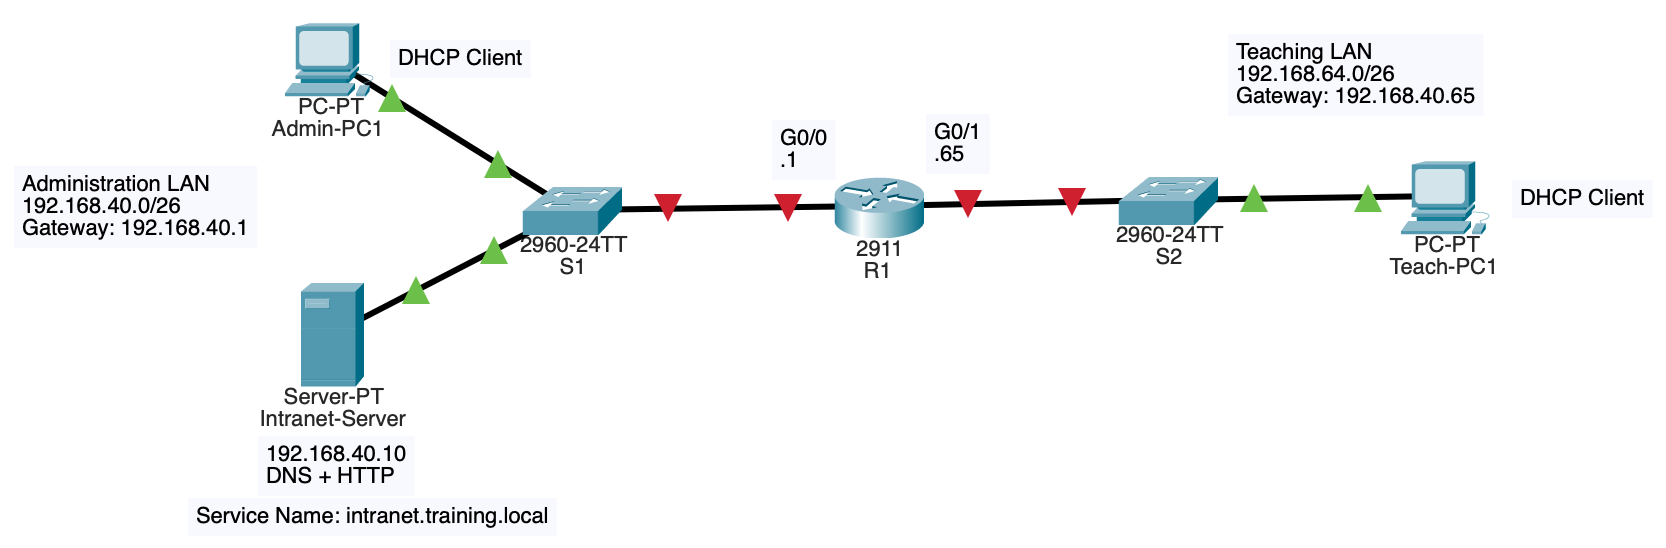 DHCP Client
PC-PT
Admin-PC1
Administration LAN
192.168.40.0/26
Gateway: 192.168.40.1
2960-24TT
S1
Server-PT
Intranet-Server
192.168.40.10
DNS + HTTP
Service Name: intranet.training.local
G0/0
.1
2911
R1
G0/1
.65
2960-24TT
S2
Teaching LAN
192.168.64.0/26
Gateway: 192.168.40.65
PC-PT
Teach-PC1
DHCP Client